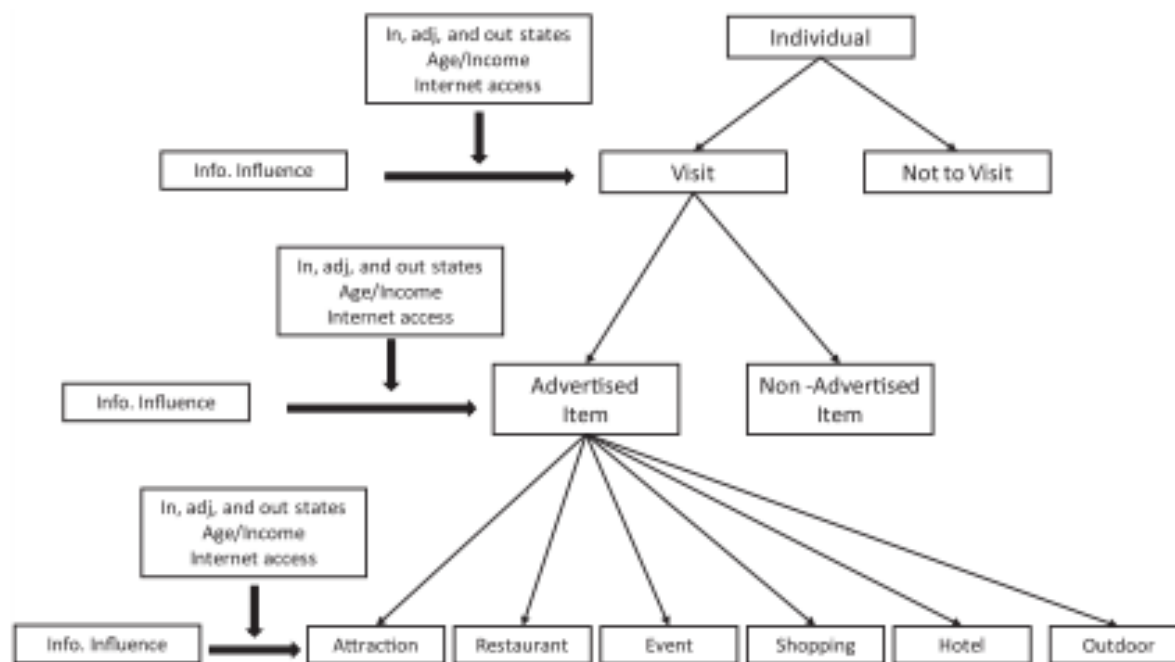 In, adj, and out states
Age/Income
Internet access
Individual
Info. Influence
Visit
Not to Visit
In, adj, and out states
Age/Income
Internet access
Info. Influence
Advertised
Item
Non -Advertised
Item
In, adj, and out states
Age/Income
Internet access
Info. Influence
Attraction
Restaurant
Event
Shopping
Hotel
Outdoor